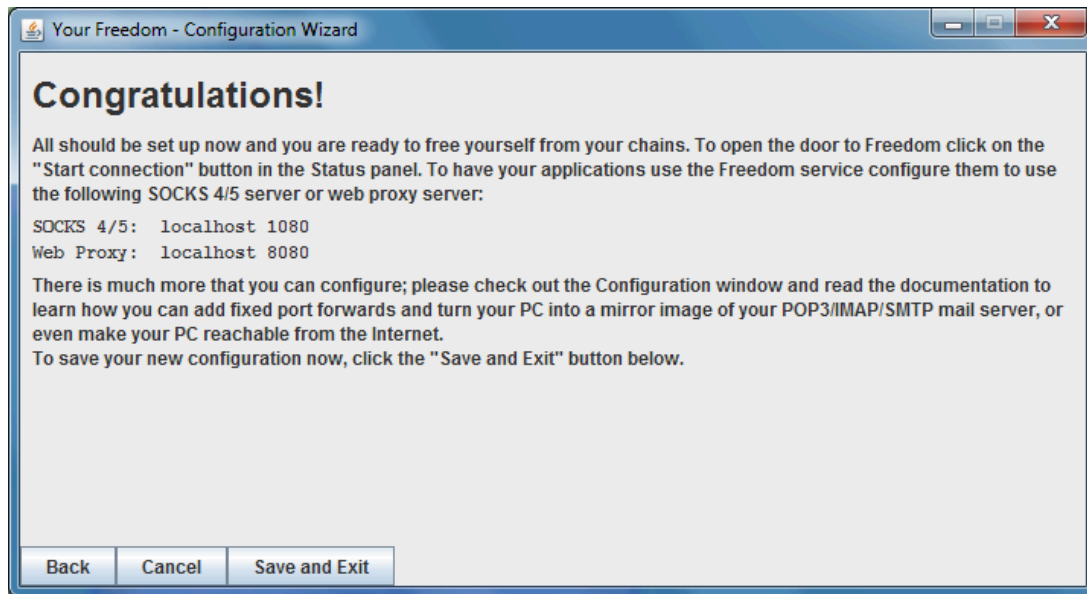 Your Freedom - Configuration Wizard
Congratulations!
All should be set up now and you are ready to free yourself from your chains. To open the door to Freedom click on the
"Start connection" button in the Status panel. To have your applications use the Freedom service configure them to use
the following SOCKS 4/5 server or web proxy server:
SOCKS 4/5: localhost 1080
Web Proxy: localhost 8080
There is much more that you can configure; please check out the Configuration window and read the documentation to
learn how you can add fixed port forwards and turn your PC into a mirror image of your POP3/IMAP/SMTP mail server, or
even make your PC reachable from the Internet.
To save your new configuration now, click the "Save and Exit" button below.
Back Cancel Save and Exit